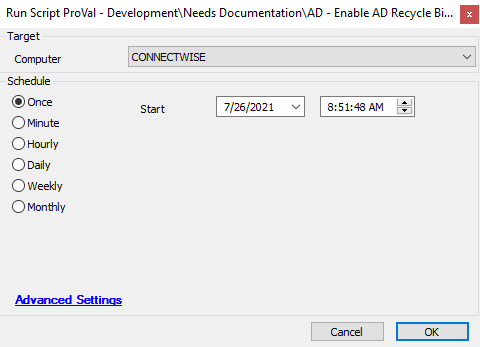 Run Script ProVal - Development\Needs Documentation\AD - Enable AD Recycle Bi...
Target
Computer
CONNECTWISE
Schedule
Once
Start
7/26/2021
8:51:48 AM
Minute
Hourly
Daily
Weekly
Monthly
Advanced Settings
Cancel
OK